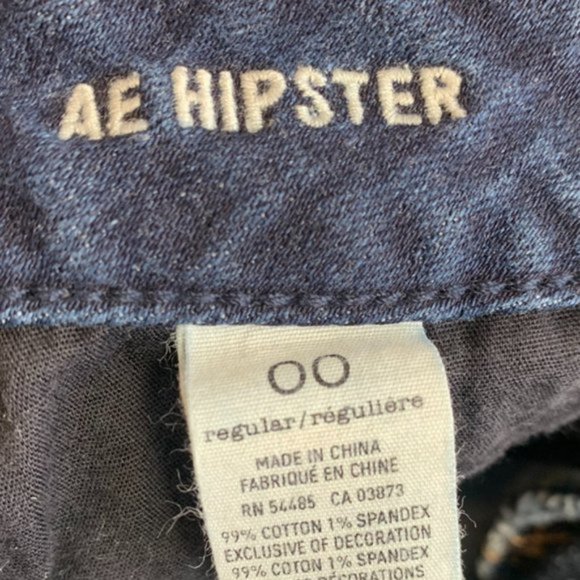 AE HIPSTER
00
regular/régulière
MADE IN CHINA
FABRIQUÉ EN CHINE
RN 54485 CA 03873
99% COTTON 1% SPANDEX
EXCLUSIVE OF DECORATION
99% COTON 1% SPANDEX